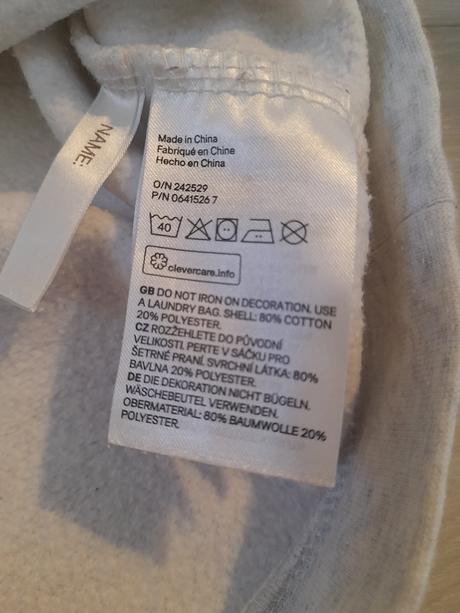 NAME:
Made in China
Fabriqué en Chine
Hecho en China
O/N 242529
P/N 0641526 7
40
clevercare.info
GB DO NOT IRON ON DECORATION. USE
A LAUNDRY BAG. SHELL: 80% COTTON
20% POLYESTER.
CZ ROZŽEHLETE DO PŮVODNÍ
VELIKOSTI. PERTE V SÁČKU PRO
ŠETRNÉ PRANÍ. SVRCHNÍ LÁTKA: 80%
BAVLNA 20% POLYESTER.
DE DIE DEKORATION NICHT BÜGELN.
WÄSCHEBEUTEL VERWENDEN.
OBERMATERIAL: 80% BAUMWOLLE 20%
POLYESTER.